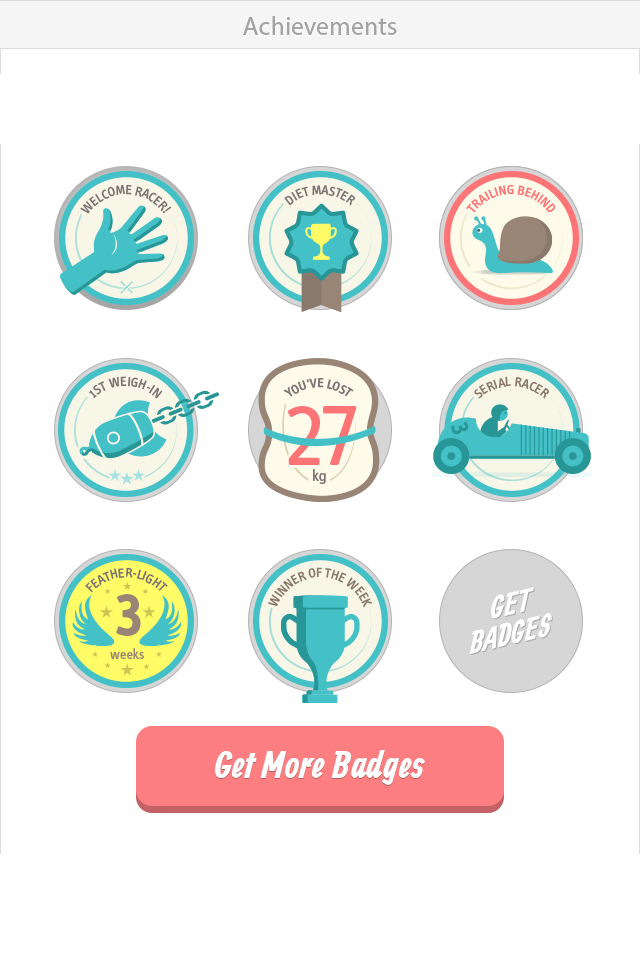 Achievements
WELCOME RACER!
DIET MASTER
TRAILING BEHIND
1ST WEIGH-IN
YOU'VE LOST
27
kg
SERIAL RACER
FEATHER-LIGHT
3
weeks
WINNER OF THE WEEK
GET
BADGES
Get More Badges